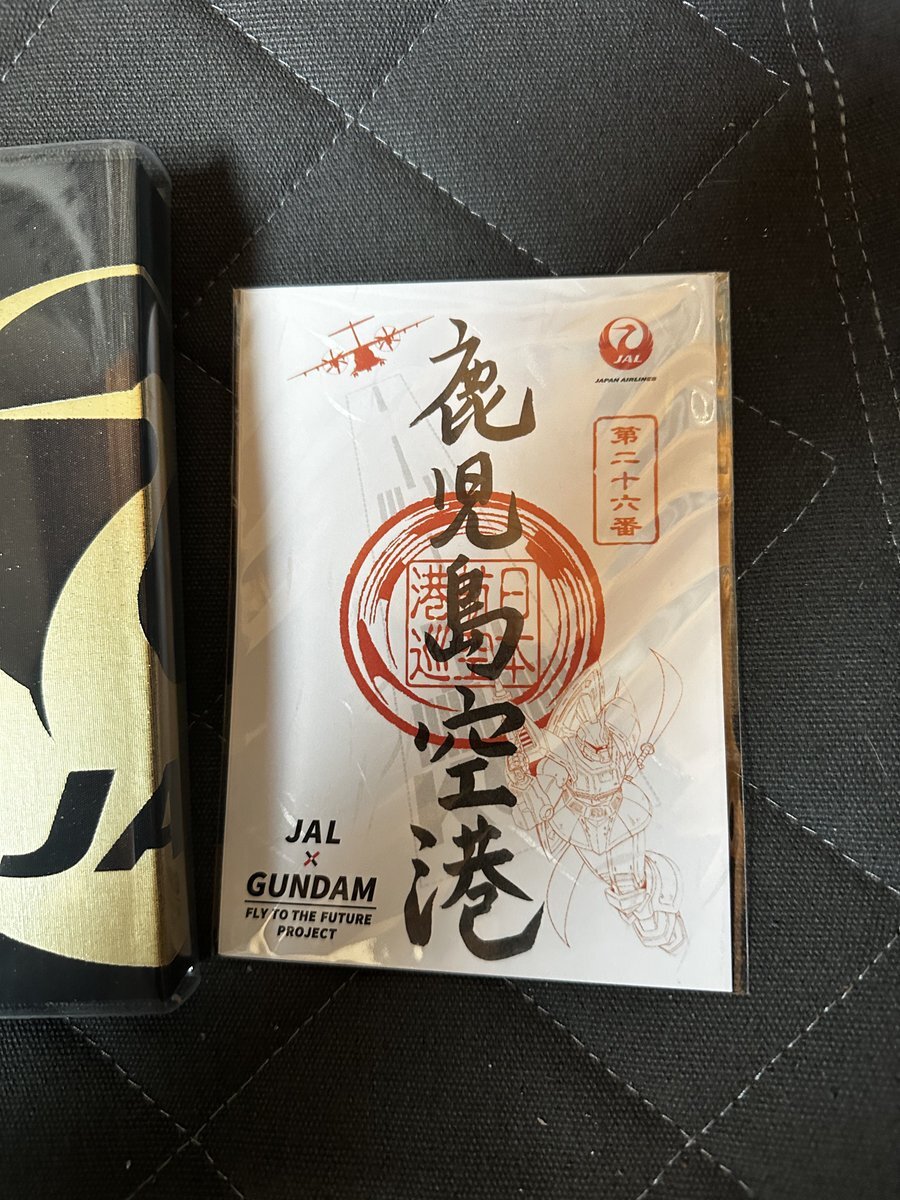 鹿児島空港
JAL
JAPAN AIRLINES
第二十六番
日本
港巡
JAL
×
GUNDAM
FLY TO THE FUTURE
PROJECT
JA